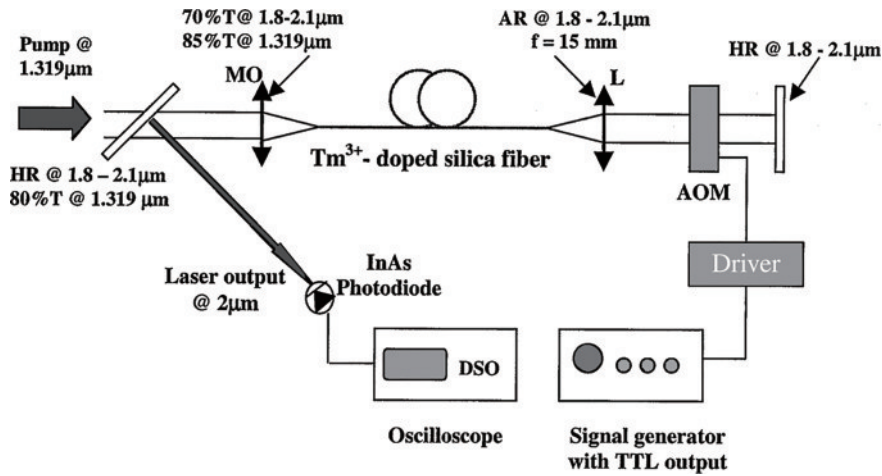 70%T@ 1.8-2.1μm
85%T@ 1.319μm
AR @ 1.8 - 2.1μm
f = 15 mm
HR @ 1.8 - 2.1μm
Pump @
1.319μm
MO
L
Tm³⁺- doped silica fiber
AOM
HR @ 1.8 – 2.1μm
80%T @ 1.319 μm
Driver
Laser output
@ 2μm
InAs
Photodiode
DSO
Oscilloscope
Signal generator
with TTL output